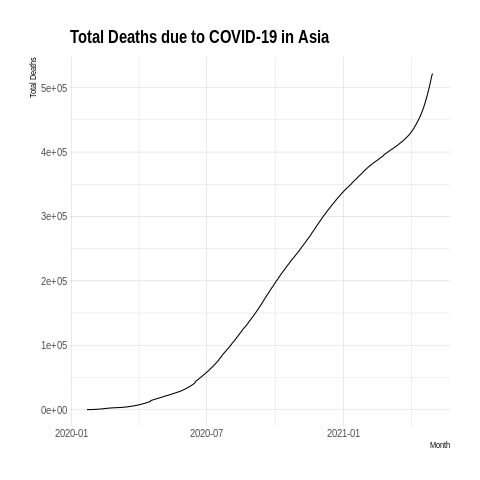 Total Deaths due to COVID-19 in Asia
Total Deaths
5e+05
4e+05
3e+05
2e+05
1e+05
0e+00
2020-01 2020-07 2021-01
Month